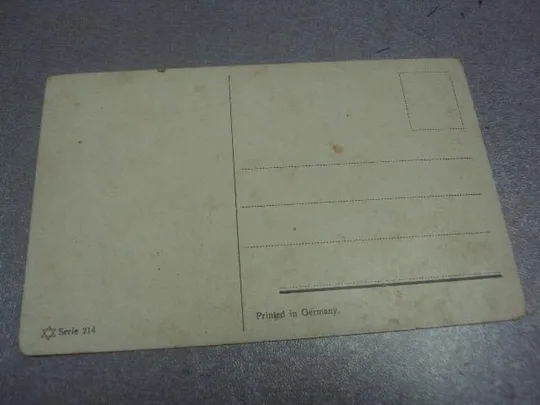 Serie 214
Printed in Germany.